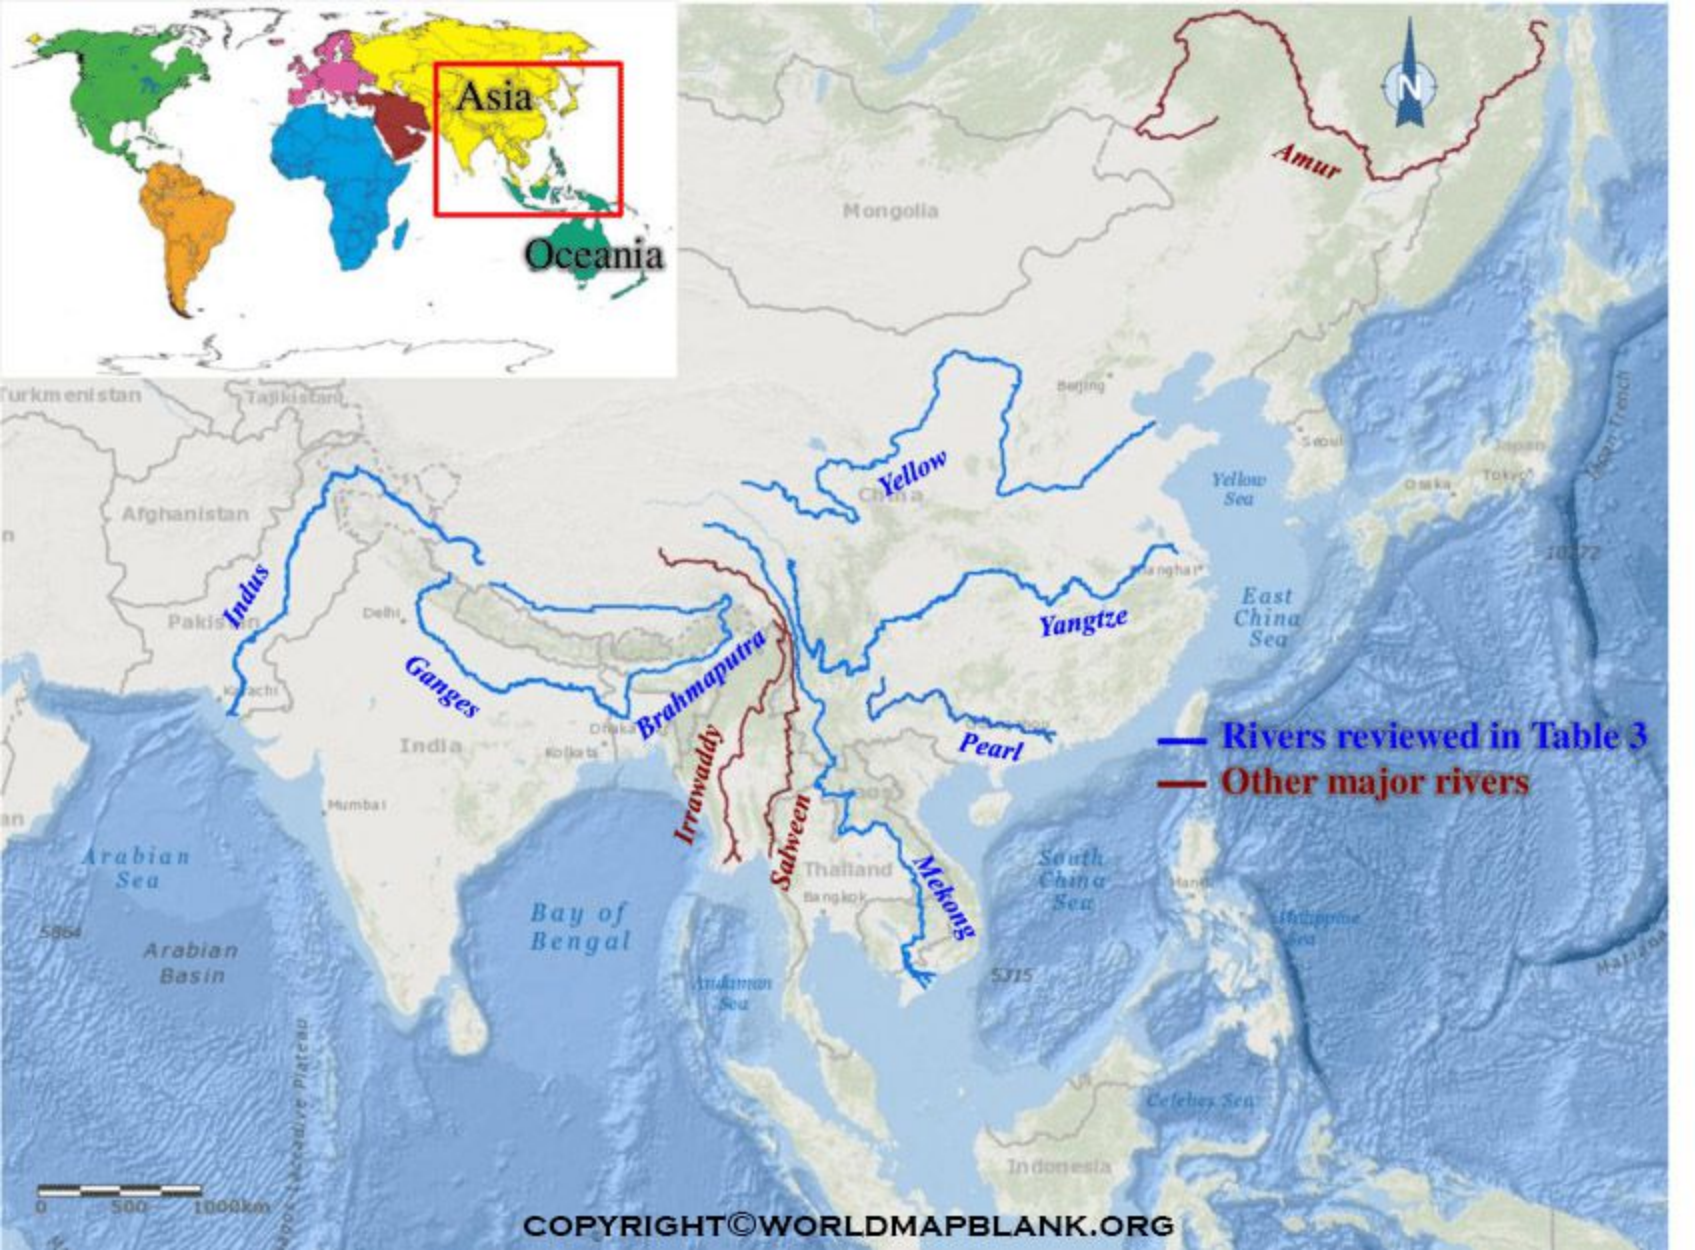 Asia
Oceania
N
Amur
Mongolia
Turkmenistan
Tajikistan
Beijing
Seoul
Japan
Tokyo
Osaka
Yellow
China
Yellow
Sea
Afghanistan
Indus
Pakistan
Delhi
Shanghai
East
China
Sea
Yangtze
Ganges
Brahmaputra
Karachi
India
Dhaka
Kolkata
Irrawaddy
Pearl
Rivers reviewed in Table 3
Other major rivers
Mumbai
Salween
Laos
Thailand
Bangkok
Mekong
Arabian
Sea
South
China
Sea
Philippine
Sea
5864
Arabian
Basin
Bay of
Bengal
Andaman
Sea
5315
Celebes Sea
Indonesia
0 500 1000km
COPYRIGHT©WORLDMAPBLANK.ORG